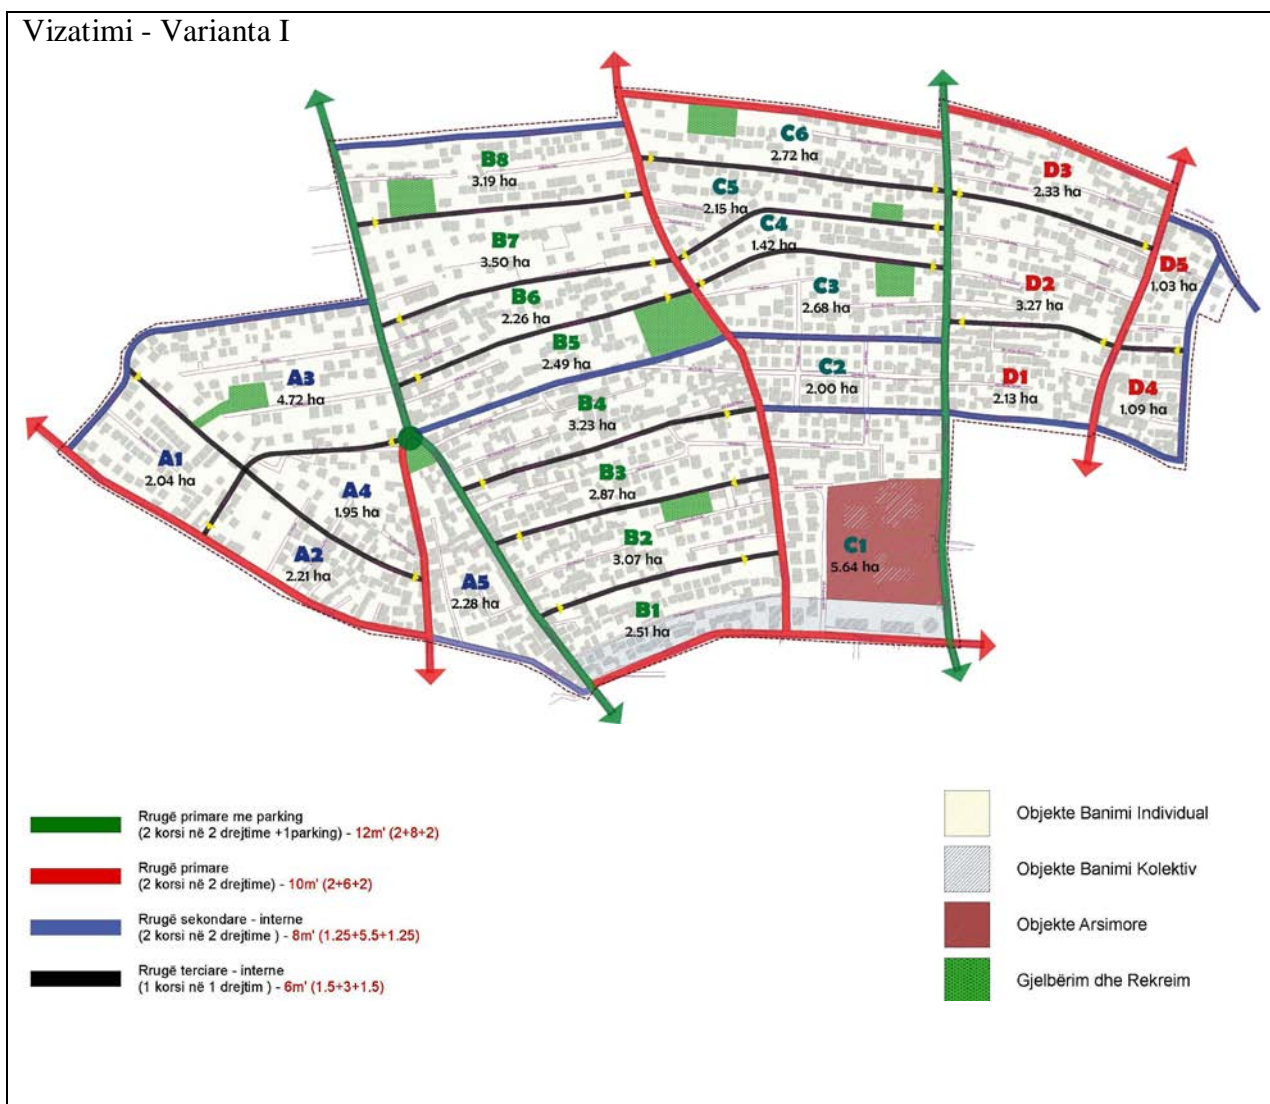 Vizatimi - Varianta I
C6
2.72 ha
B8
3.19 ha
D3
2.33 ha
C5
2.15 ha
C4
1.42 ha
B7
3.50 ha
D5
1.03 ha
D2
3.27 ha
C3
2.68 ha
B6
2.26 ha
B5
2.49 ha
C2
2.00 ha
A3
4.72 ha
D1
2.13 ha
D4
1.09 ha
B4
3.23 ha
A1
2.04 ha
B3
2.87 ha
A4
1.95 ha
B2
3.07 ha
C1
5.64 ha
A2
2.21 ha
A5
2.28 ha
B1
2.51 ha
Rrugë primare me parking
(2 korsi në 2 drejtime +1parking) - 12m' (2+8+2)
Rrugë primare
(2 korsi në 2 drejtime) - 10m' (2+6+2)
Rrugë sekondare - interne
(2 korsi në 2 drejtime ) - 8m' (1.25+5.5+1.25)
Rrugë terciare - interne
(1 korsi në 1 drejtim ) - 6m' (1.5+3+1.5)
Objekte Banimi Individual
Objekte Banimi Kolektiv
Objekte Arsimore
Gjelbërim dhe Rekreim